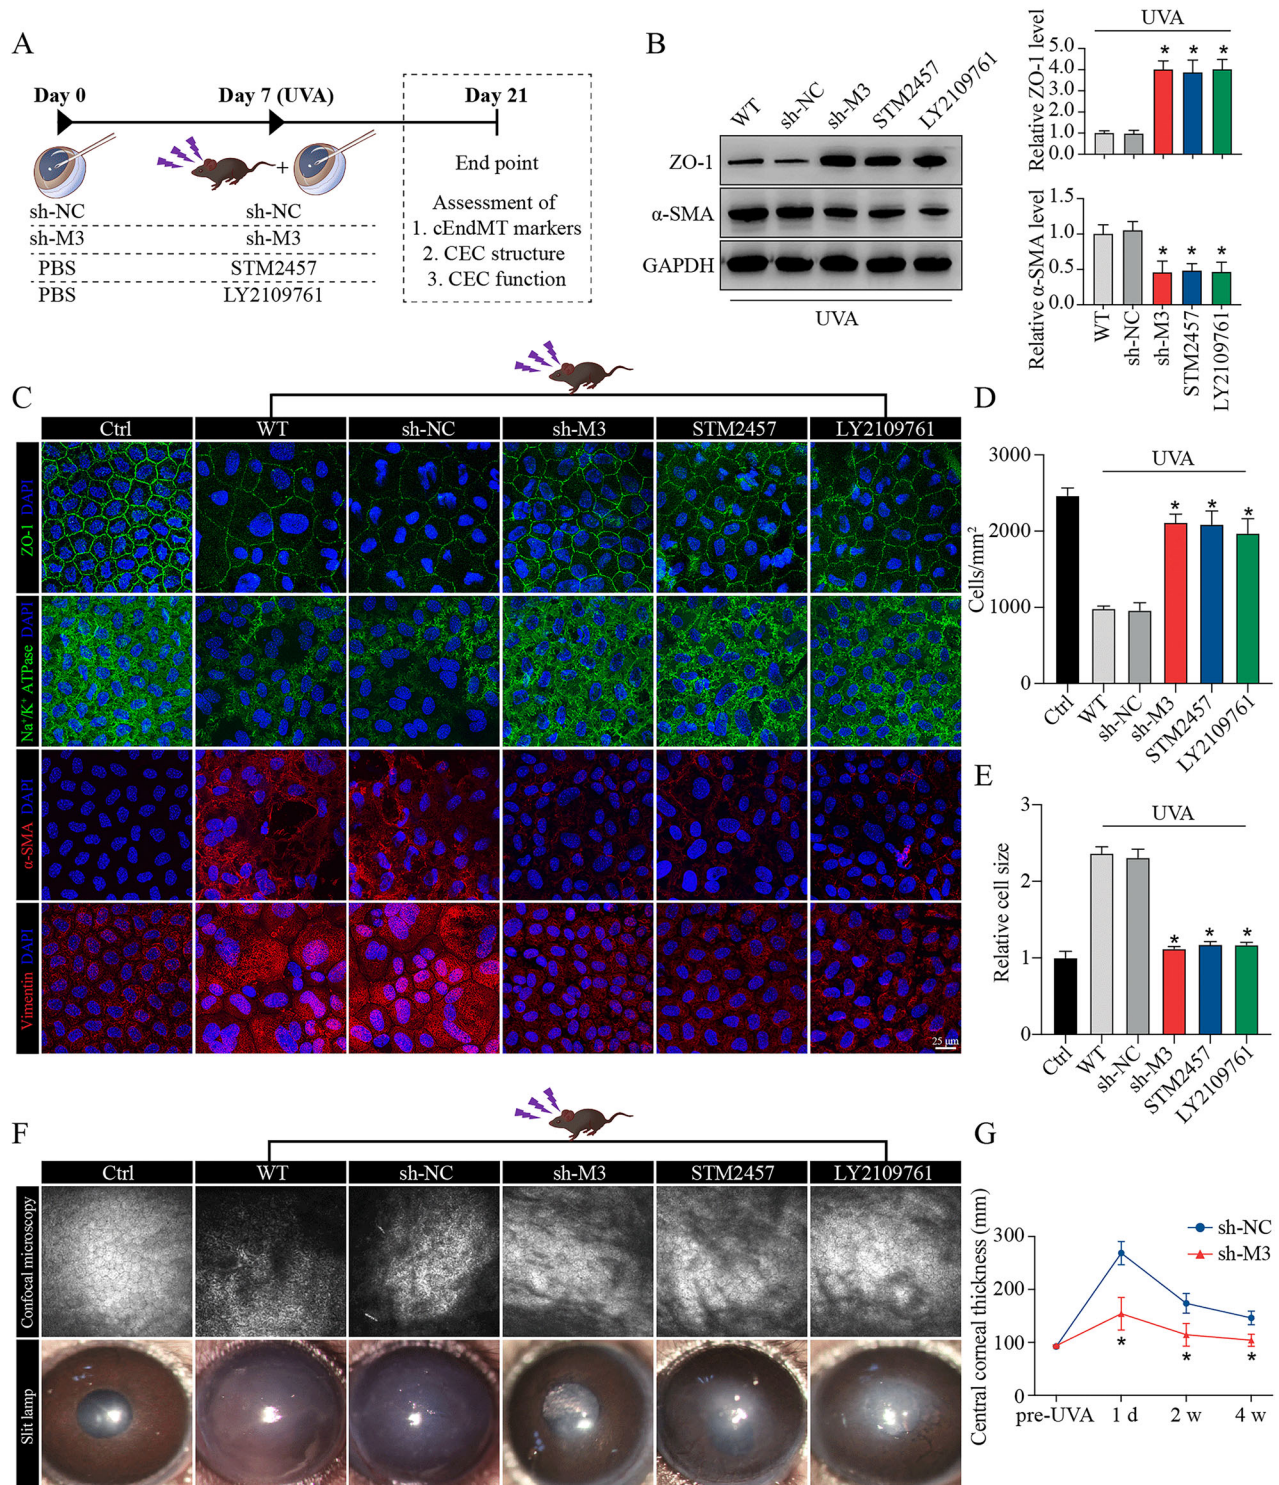 A
Day 0
Day 7 (UVA)
Day 21
+
sh-NC
sh-NC
sh-M3
sh-M3
PBS
STM2457
PBS
LY2109761
End point
Assessment of
1. cEndMT markers
2. CEC structure
3. CEC function
B
WT
sh-NC
sh-M3
STM2457
LY2109761
ZO-1
α-SMA
GAPDH
UVA
UVA
Relative ZO-1 level
5.0
4.0
3.0
2.0
1.0
0.0
* * *
Relative α-SMA level
1.5
1.0
0.5
0.0
* * *
WT
sh-NC
sh-M3
STM2457
LY2109761
C
Ctrl
WT
sh-NC
sh-M3
STM2457
LY2109761
ZO-1 DAPI
Na⁺/K⁺ ATPase DAPI
α-SMA DAPI
Vimentin DAPI
25 μm
D
UVA
Cells/mm²
3000
2000
1000
0
* * *
Ctrl
WT
sh-NC
sh-M3
STM2457
LY2109761
E
UVA
Relative cell size
3
2
1
0
* * *
Ctrl
WT
sh-NC
sh-M3
STM2457
LY2109761
F
Ctrl
WT
sh-NC
sh-M3
STM2457
LY2109761
Confocal microscopy
Slit lamp
G
Central corneal thickness (mm)
300
200
100
0
sh-NC
sh-M3
* * *
pre-UVA
1 d
2 w
4 w